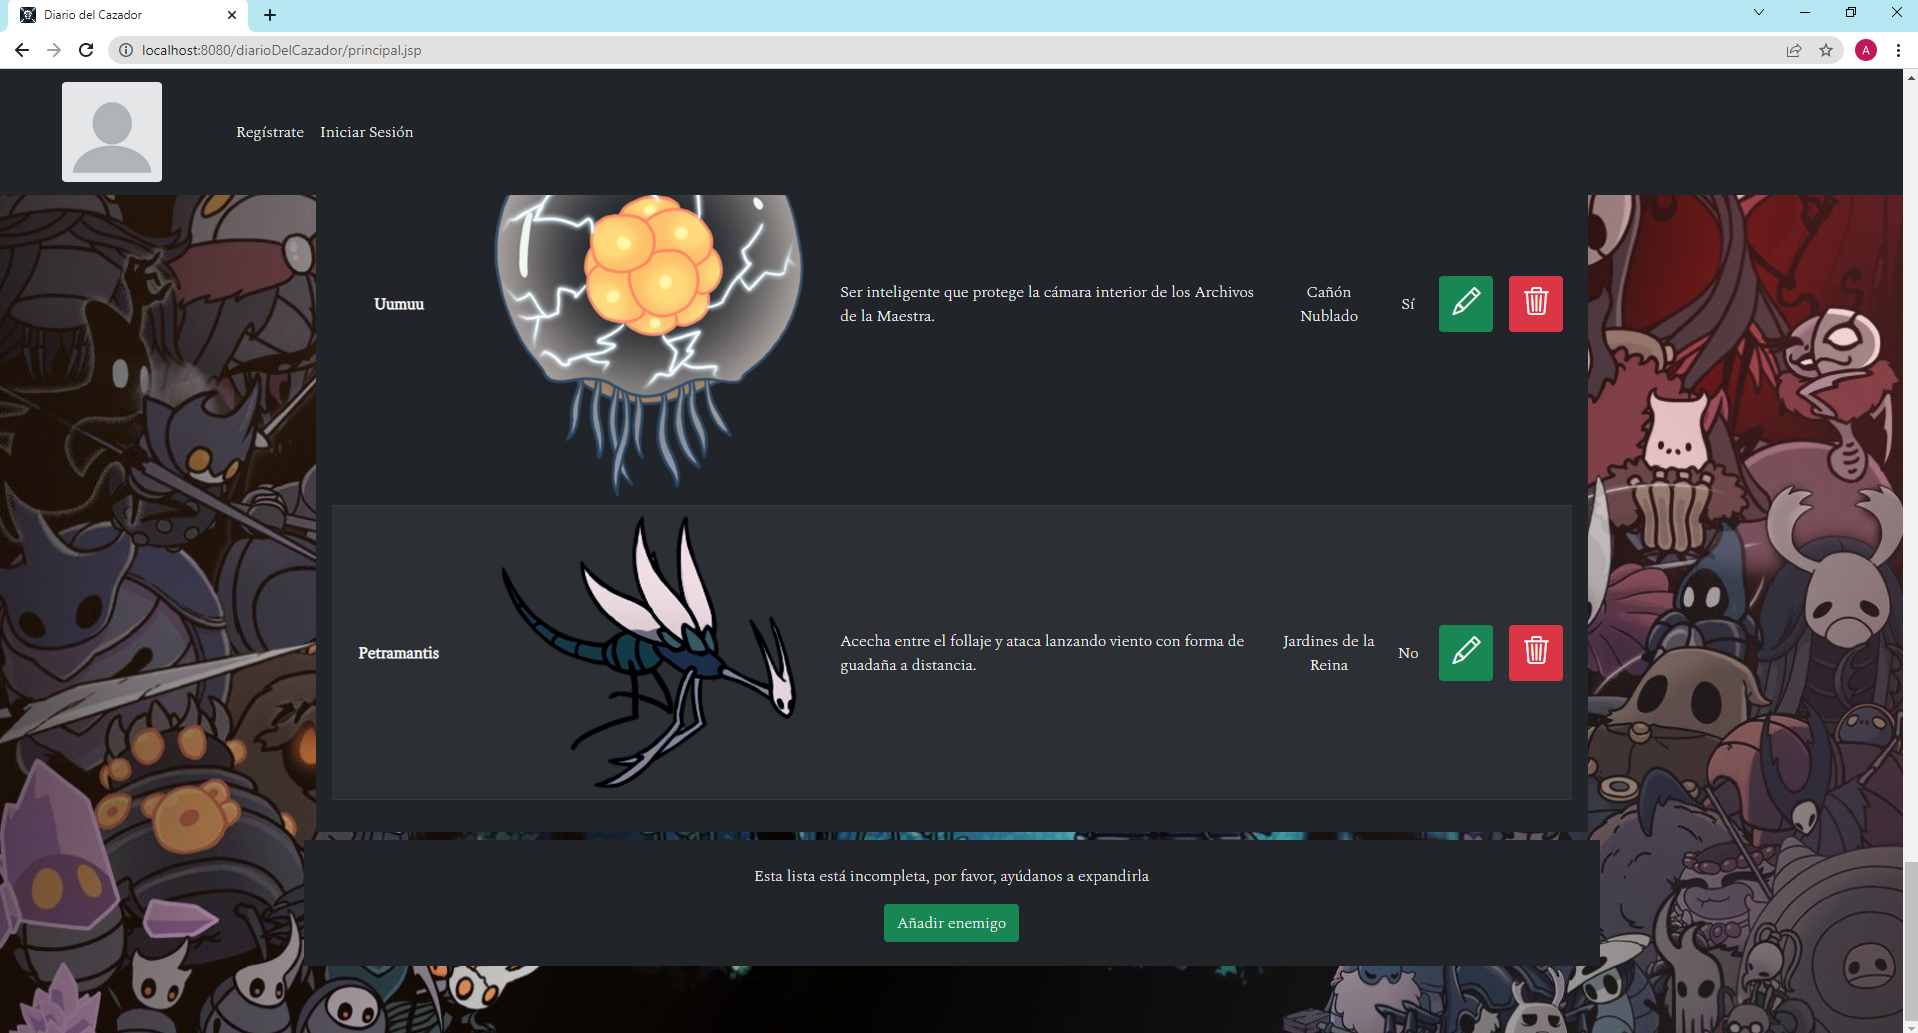 Diario del Cazador
localhost:8080/diarioDelCazador/principal.jsp
A
Regístrate Iniciar Sesión
Uumuu
Ser inteligente que protege la cámara interior de los Archivos
de la Maestra.
Cañón
Nublado
Sí
Petramantis
Acecha entre el follaje y ataca lanzando viento con forma de
guadaña a distancia.
Jardines de la
Reina
No
Esta lista está incompleta, por favor, ayúdanos a expandirla
Añadir enemigo